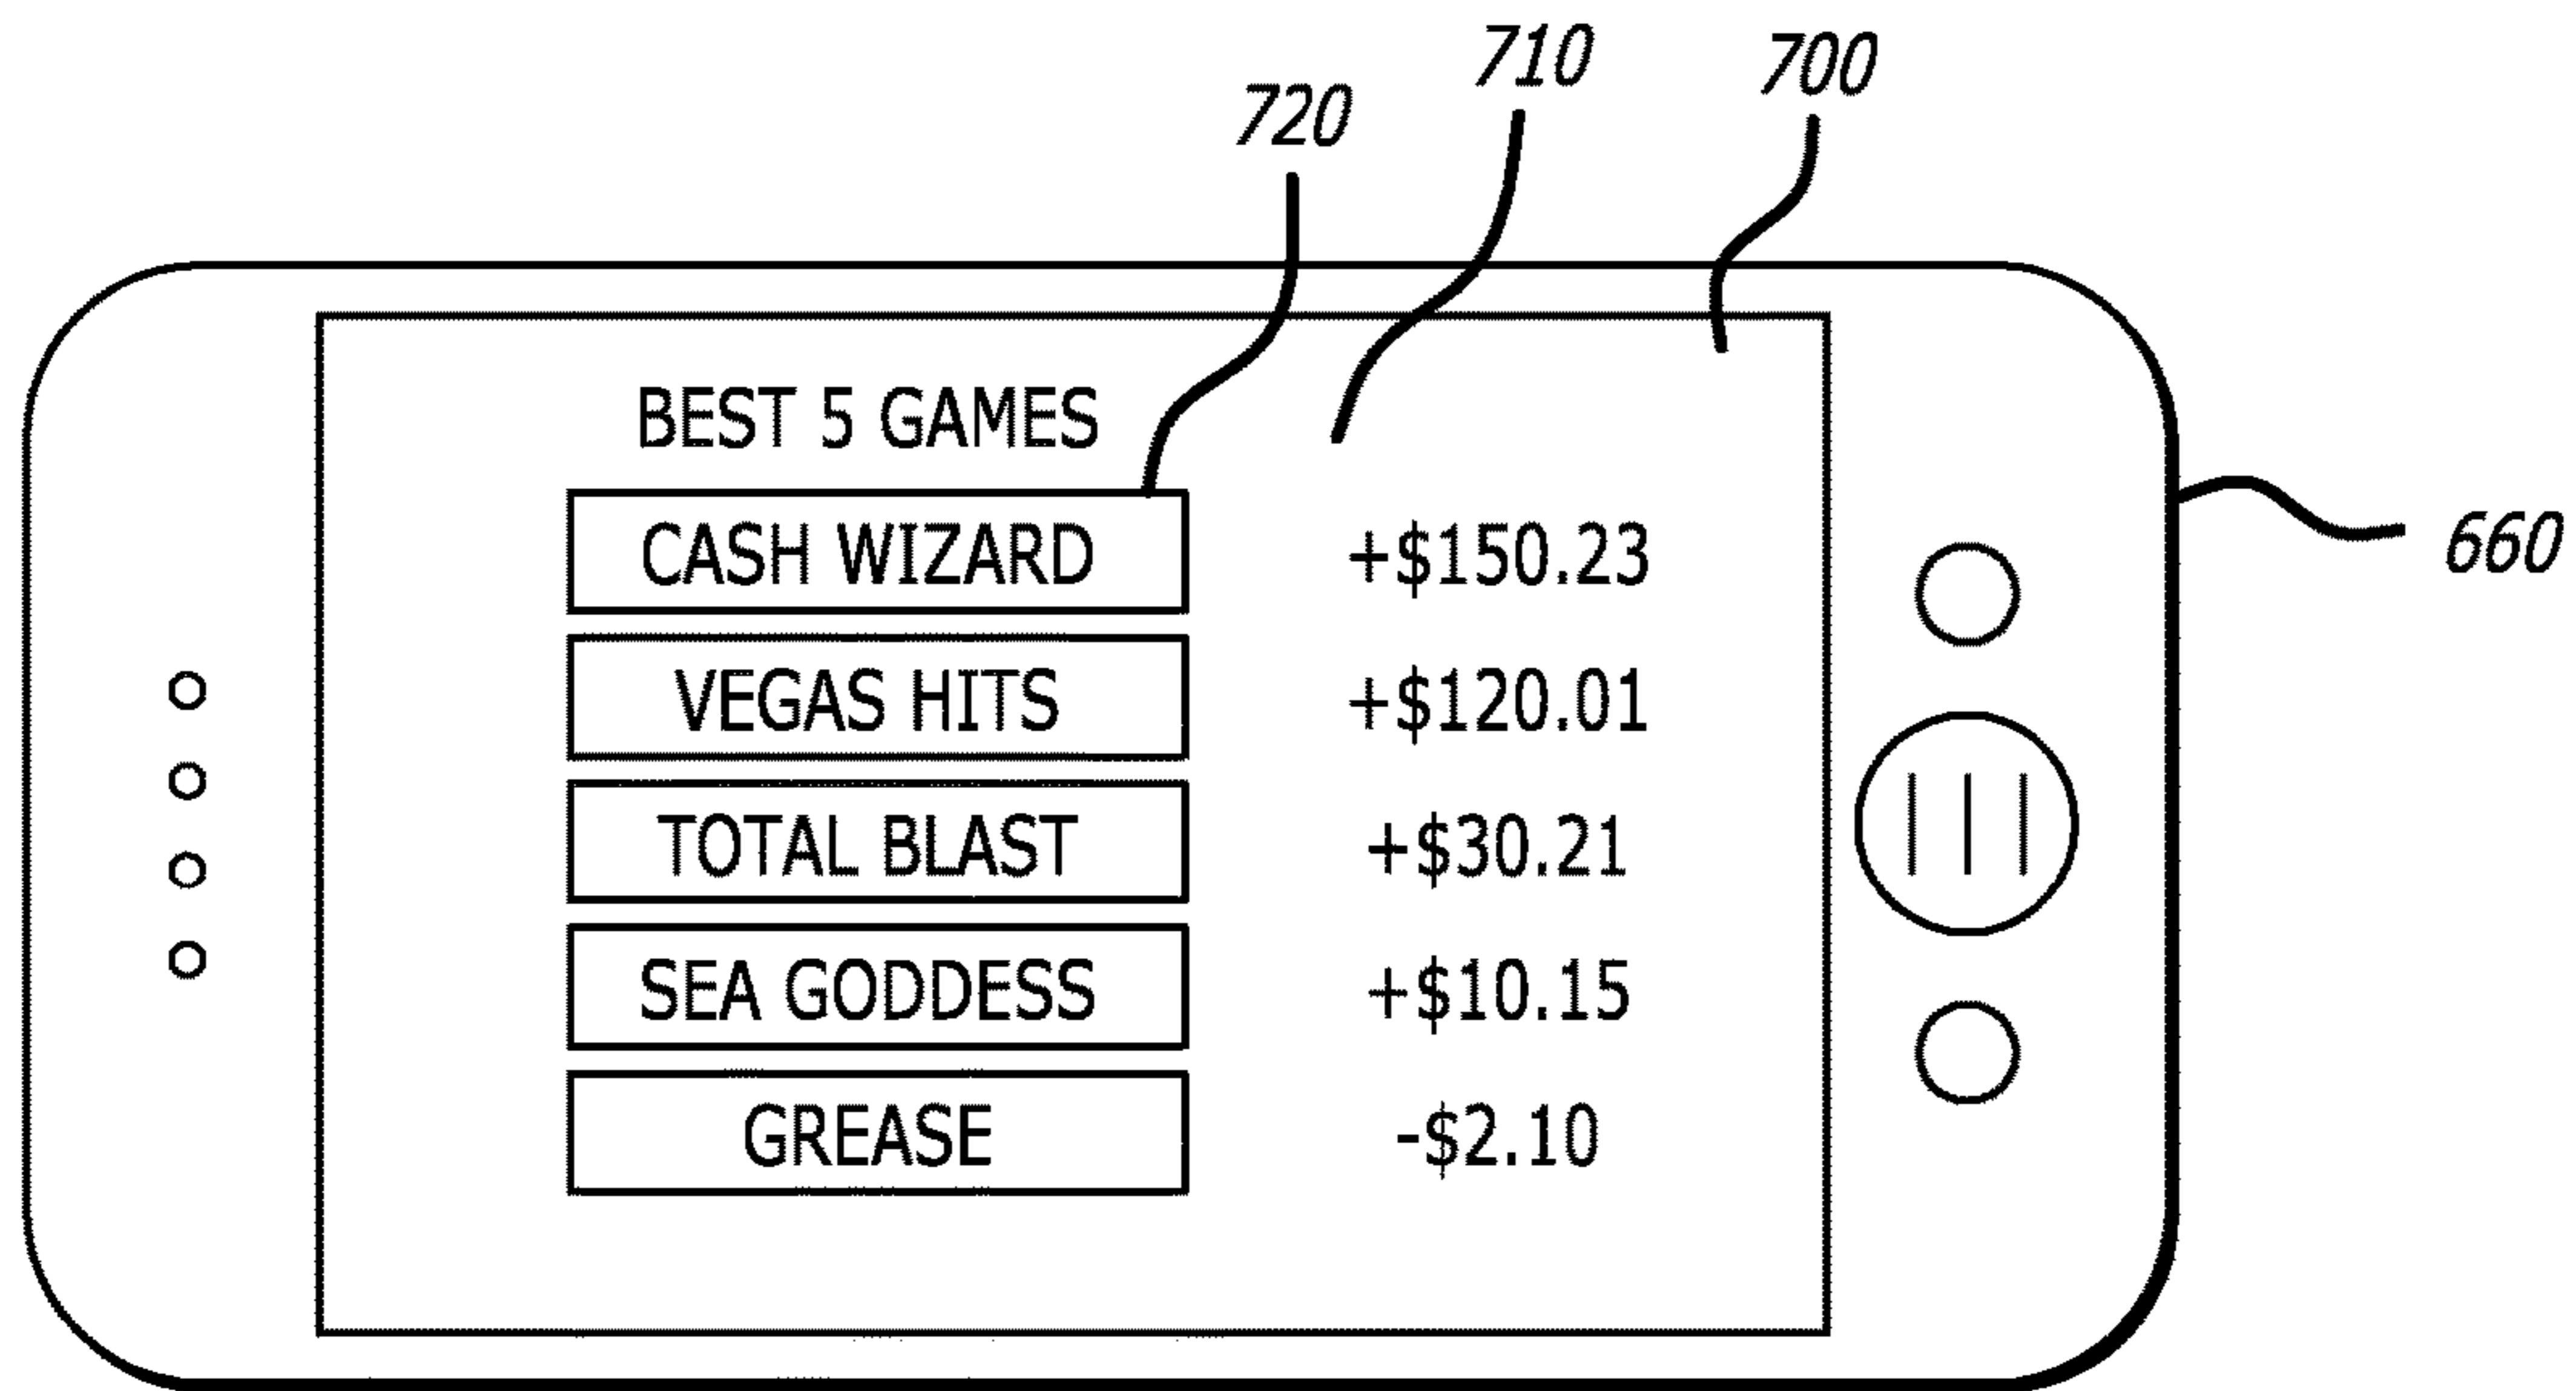 720 710 700
BEST 5 GAMES
CASH WIZARD +$150.23
660
VEGAS HITS +$120.01
TOTAL BLAST +$30.21
SEA GODDESS +$10.15
GREASE -$2.10